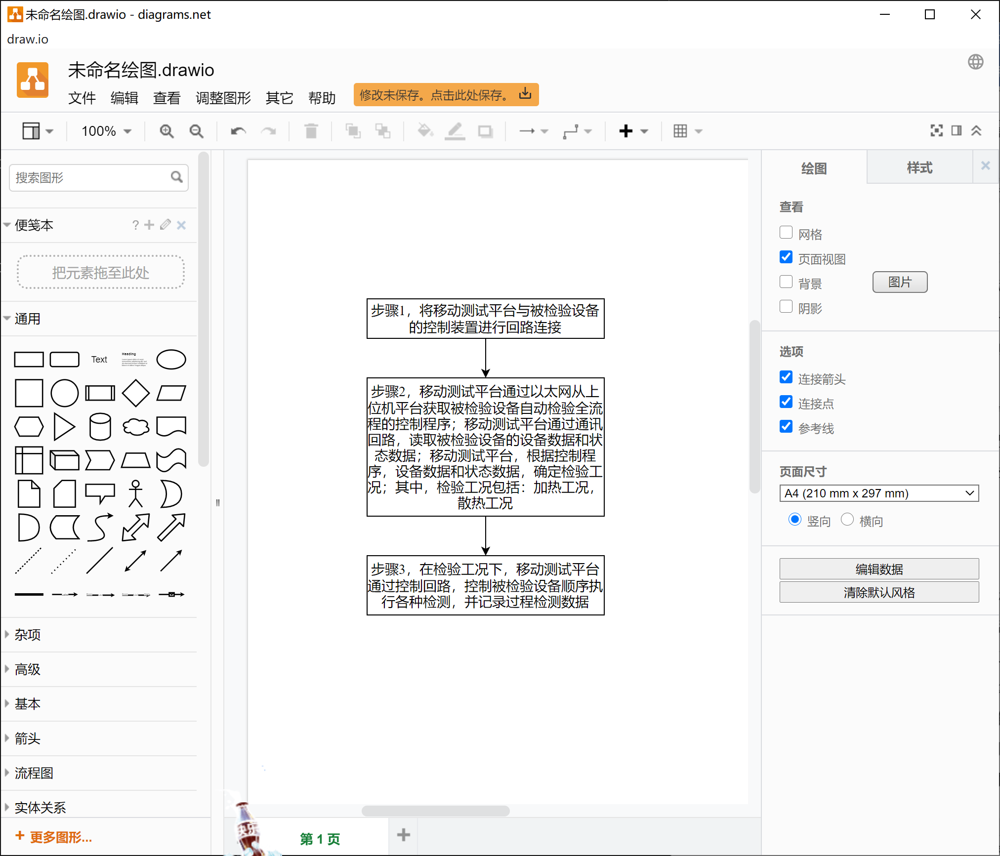 未命名绘图.drawio - diagrams.net
draw.io
未命名绘图.drawio
文件 编辑 查看 调整图形 其它 帮助
修改未保存。点击此处保存。
100%
搜索图形
便笺本
?
把元素拖至此处
通用
Text
Heading
杂项
高级
基本
箭头
流程图
实体关系
+ 更多图形...
步骤1，将移动测试平台与被检验设备
的控制装置进行回路连接
步骤2，移动测试平台通过以太网从上
位机平台获取被检验设备自动检验全流
程的控制程序；移动测试平台通过通讯
回路，读取被检验设备的设备数据和状
态数据；移动测试平台，根据控制程
序，设备数据和状态数据，确定检验工
况；其中，检验工况包括：加热工况，
散热工况
步骤3，在检验工况下，移动测试平台
通过控制回路，控制被检验设备顺序执
行各种检测，并记录过程检测数据
第 1 页
绘图
样式
查看
网格
页面视图
背景
图片
阴影
选项
连接箭头
连接点
参考线
页面尺寸
A4 (210 mm x 297 mm)
竖向 横向
编辑数据
清除默认风格